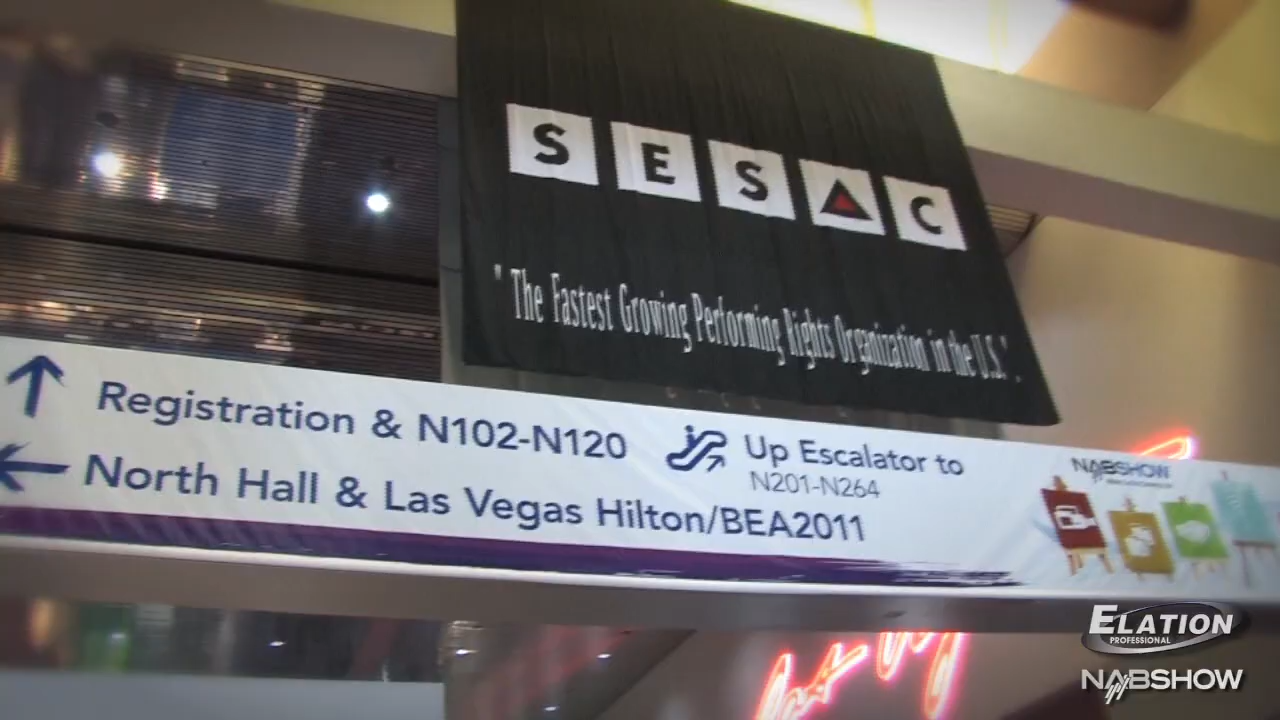 SESAC
"The Fastest Growing Performing Rights Organization in the U.S."
Registration & N102-N120
North Hall & Las Vegas Hilton/BEA2011
Up Escalator to
N201-N264
NABSHOW
ELATION
PROFESSIONAL
NABSHOW